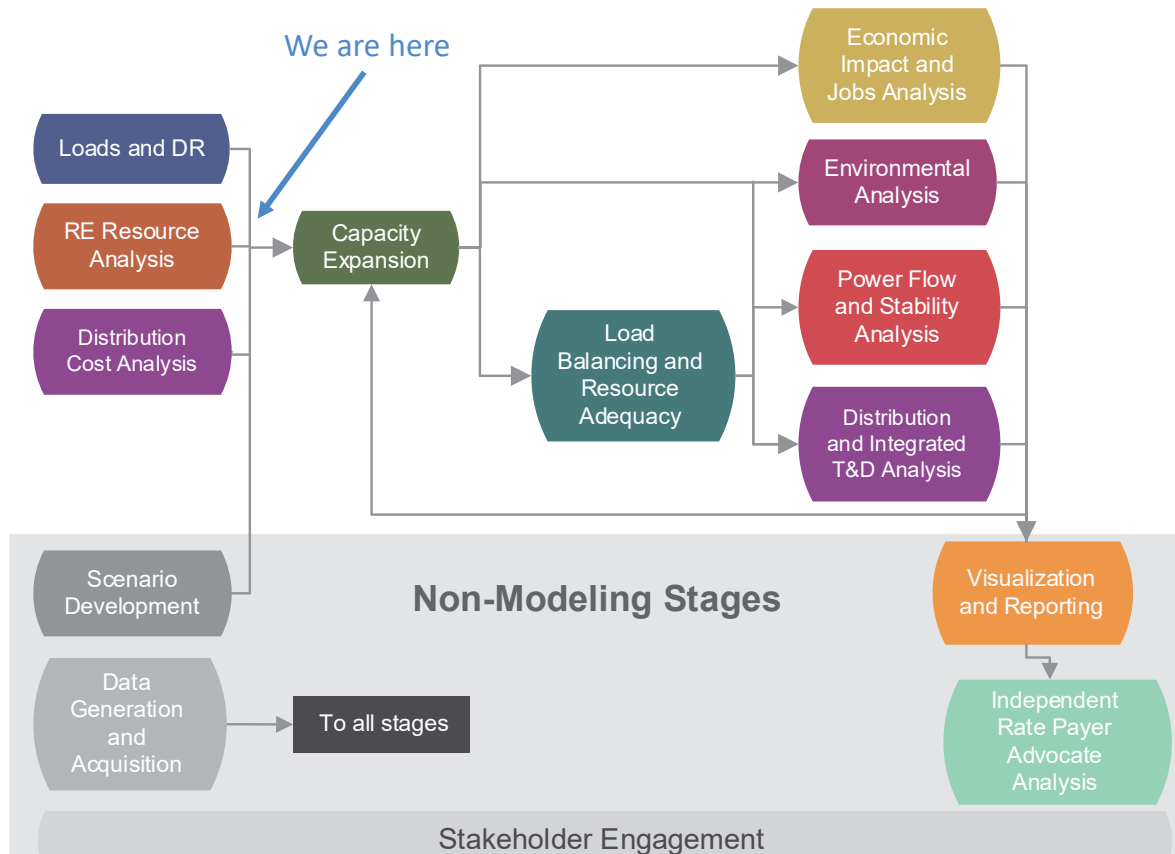 We are here
Economic
Impact and
Jobs Analysis
Loads and DR
Environmental
Analysis
RE Resource
Analysis
Capacity
Expansion
Power Flow
and Stability
Analysis
Distribution
Cost Analysis
Load
Balancing and
Resource
Adequacy
Distribution
and Integrated
T&D Analysis
Scenario
Development
Non-Modeling Stages
Visualization
and Reporting
Data
Generation
and
Acquisition
To all stages
Independent
Rate Payer
Advocate
Analysis
Stakeholder Engagement